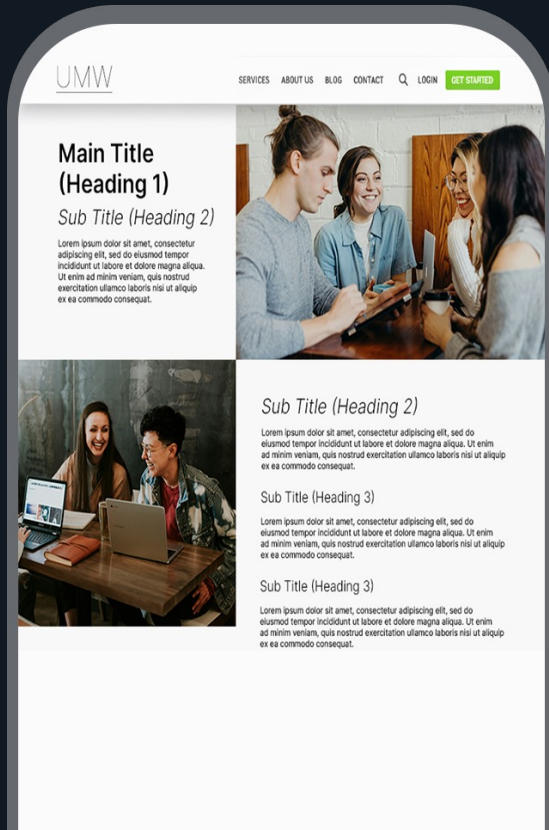 UMW
SERVICES ABOUT US BLOG CONTACT LOGIN GET STARTED
Main Title
(Heading 1)
Sub Title (Heading 2)
Lorem ipsum dolor sit amet, consectetur
adipiscing elit, sed do eiusmod tempor
incididunt ut labore et dolore magna aliqua.
Ut enim ad minim veniam, quis nostrud
exercitation ullamco laboris nisi ut aliquip
ex ea commodo consequat.
Sub Title (Heading 2)
Lorem ipsum dolor sit amet, consectetur adipiscing elit, sed do
eiusmod tempor incididunt ut labore et dolore magna aliqua. Ut enim
ad minim veniam, quis nostrud exercitation ullamco laboris nisi ut aliquip
ex ea commodo consequat.
Sub Title (Heading 3)
Lorem ipsum dolor sit amet, consectetur adipiscing elit, sed do
eiusmod tempor incididunt ut labore et dolore magna aliqua. Ut enim
ad minim veniam, quis nostrud exercitation ullamco laboris nisi ut aliquip
ex ea commodo consequat.
Sub Title (Heading 3)
Lorem ipsum dolor sit amet, consectetur adipiscing elit, sed do
eiusmod tempor incididunt ut labore et dolore magna aliqua. Ut enim
ad minim veniam, quis nostrud exercitation ullamco laboris nisi ut aliquip
ex ea commodo consequat.